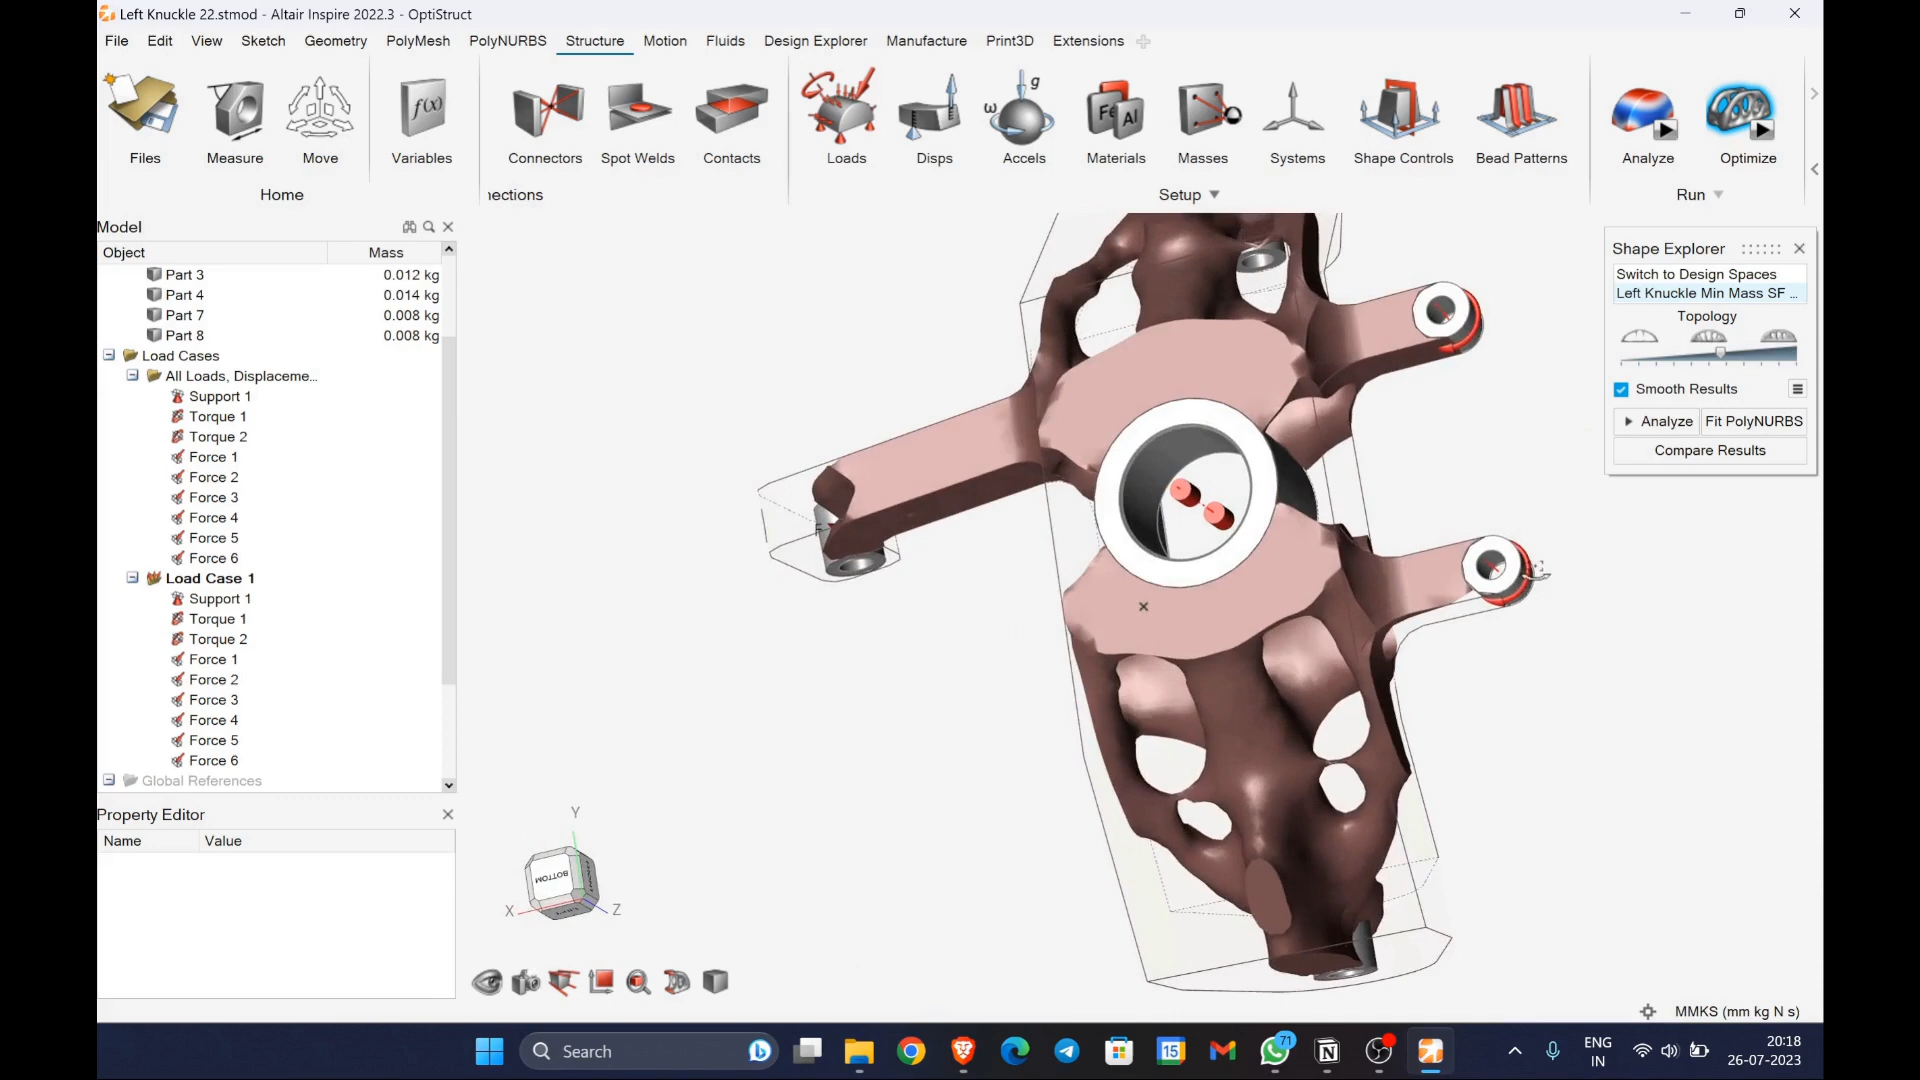 Left Knuckle 22.stmod - Altair Inspire 2022.3 - OptiStruct
File Edit View Sketch Geometry PolyMesh PolyNURBS Structure Motion Fluids Design Explorer Manufacture Print3D Extensions
f(x) ω g Fe Al
Files Measure Move Variables Connectors Spot Welds Contacts Loads Disps Accels Materials Masses Systems Shape Controls Bead Patterns Analyze Optimize
Home nections Setup Run
Model
Object Mass
Part 3 0.012 kg
Part 4 0.014 kg
Part 7 0.008 kg
Part 8 0.008 kg
Load Cases
All Loads, Displaceme...
Support 1
Torque 1
Torque 2
Force 1
Force 2
Force 3
Force 4
Force 5
Force 6
Load Case 1
Support 1
Torque 1
Torque 2
Force 1
Force 2
Force 3
Force 4
Force 5
Force 6
Global References
Property Editor
Name Value
Y
BOTTOM
X Z
Shape Explorer
Switch to Design Spaces
Left Knuckle Min Mass SF ...
Topology
Smooth Results
Analyze Fit PolyNURBS
Compare Results
MMKS (mm kg N s)
Search
15
71
ENG
IN
20:18
26-07-2023